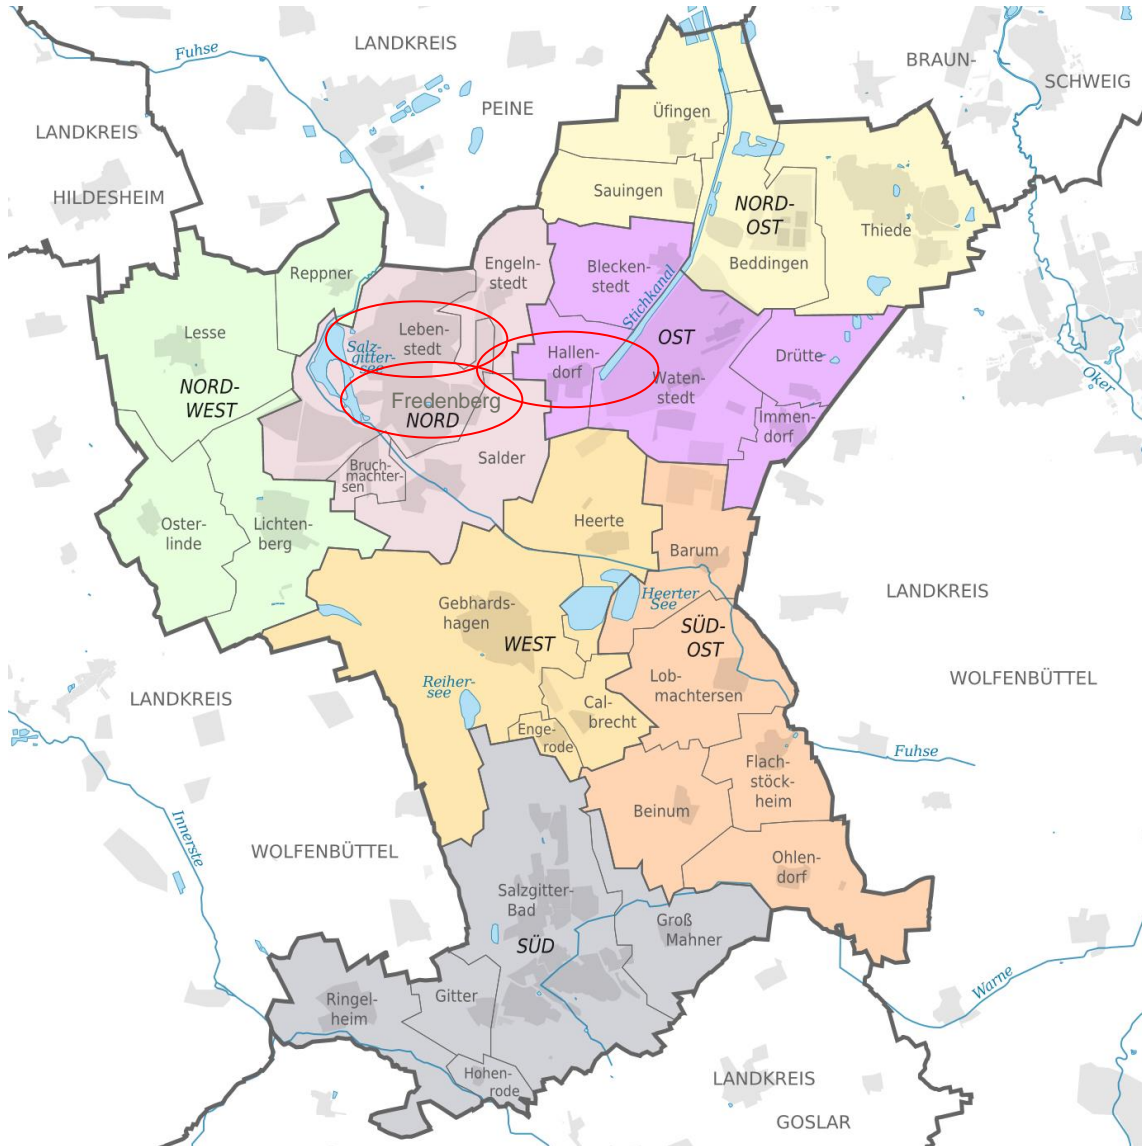 Fuhse
LANDKREIS
PEINE
BRAUN-
SCHWEIG
LANDKREIS
HILDESHEIM
Üfingen
Sauingen
NORD-
OST
Thiede
Beddingen
Reppner
Engeln-
stedt
Blecken-
stedt
Stichkanal
Lesse
Leben-
stedt
Salz-
gitter-
see
OST
Hallen-
dorf
Drütte
Waten-
stedt
Oker
NORD-
WEST
Fredenberg
NORD
Immen-
dorf
Salder
Bruch-
machter-
sen
Oster-
linde
Lichten-
berg
Heerte
Barum
LANDKREIS
WOLFENBÜTTEL
Heerter
See
Gebhards-
hagen
WEST
SÜD-
OST
Lob-
machtersen
LANDKREIS
WOLFENBÜTTEL
Reiher-
see
Cal-
brecht
Enge-
rode
Fuhse
Flach-
stöck-
heim
Beinum
Innerste
Ohlen-
dorf
Salzgitter-
Bad
SÜD
Groß
Mahner
Warne
Ringel-
heim
Gitter
Hohen-
rode
LANDKREIS
GOSLAR